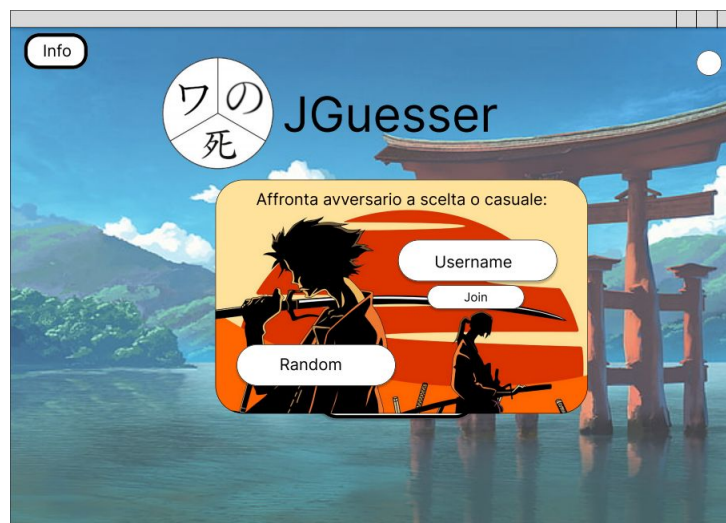 Info
ワ の
死
JGuesser
Affronta avversario a scelta o casuale:
Username
Join
Random